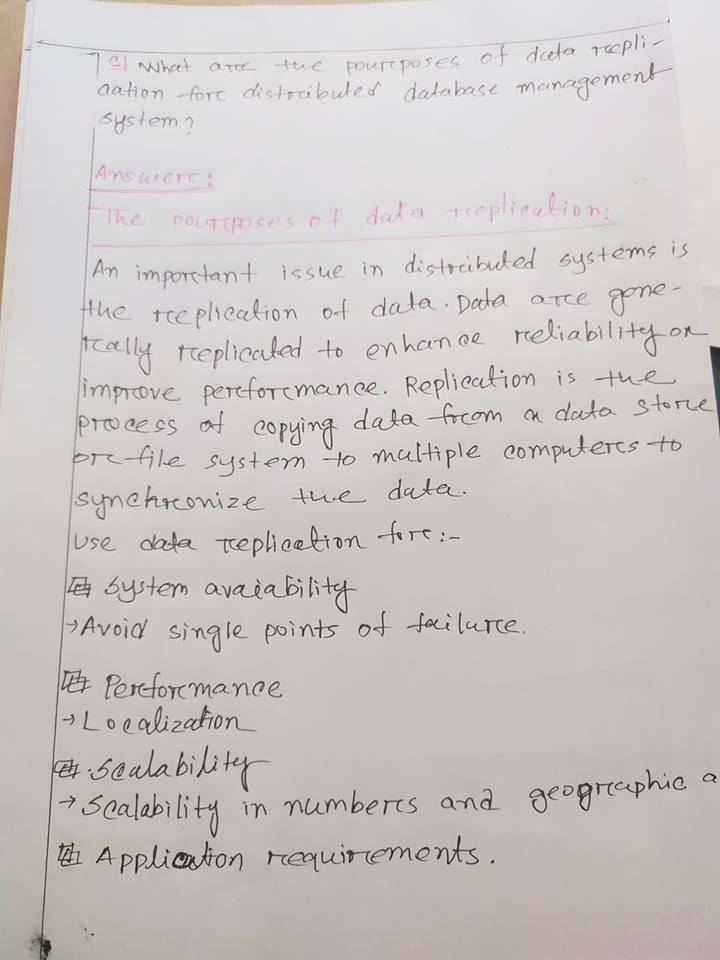 c) What are the pourposes of data repli-
cation for distributed database management
system?
Answer:
The pourposes of data replication:
An important issue in distributed systems is
the replication of data. Data are gene-
rally replicated to enhance reliability or
improve performance. Replication is the
process of copying data from a data store
or file system to multiple computers to
synchronize the data.
Use data replication for:-
System avaiability
→ Avoid single points of failure.
Performance
→ Localization
Scalability
→ Scalability in numbers and geographic a
Application requirements.